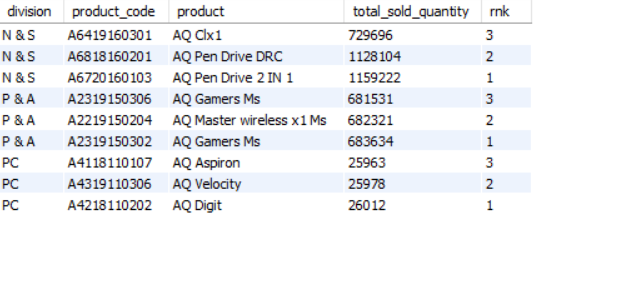 division product_code product total_sold_quantity rnk
N & S A6419160301 AQ Clx1 729696 3
N & S A6818160201 AQ Pen Drive DRC 1128104 2
N & S A6720160103 AQ Pen Drive 2 IN 1 1159222 1
P & A A2319150306 AQ Gamers Ms 681531 3
P & A A2219150204 AQ Master wireless x1 Ms 682321 2
P & A A2319150302 AQ Gamers Ms 683634 1
PC A4118110107 AQ Aspiron 25963 3
PC A4319110306 AQ Velocity 25978 2
PC A4218110202 AQ Digit 26012 1